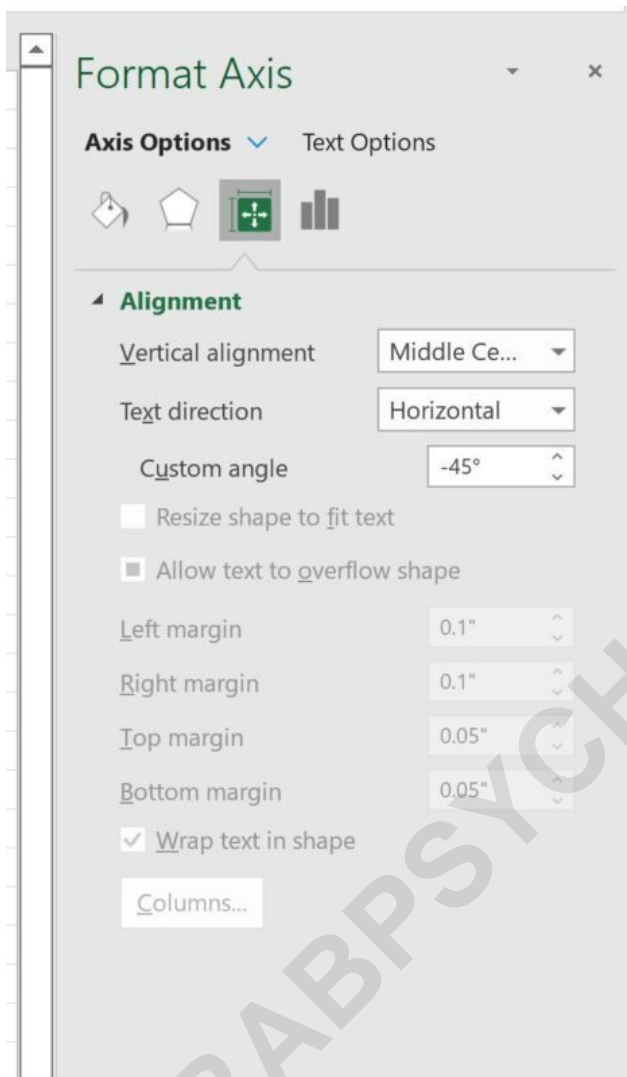 Format Axis
Axis Options Text Options
Alignment
Vertical alignment Middle Ce...
Text direction Horizontal
Custom angle -45°
Resize shape to fit text
Allow text to overflow shape
Left margin 0.1"
Right margin 0.1"
Top margin 0.05"
Bottom margin 0.05"
Wrap text in shape
Columns...
RABPSYCH